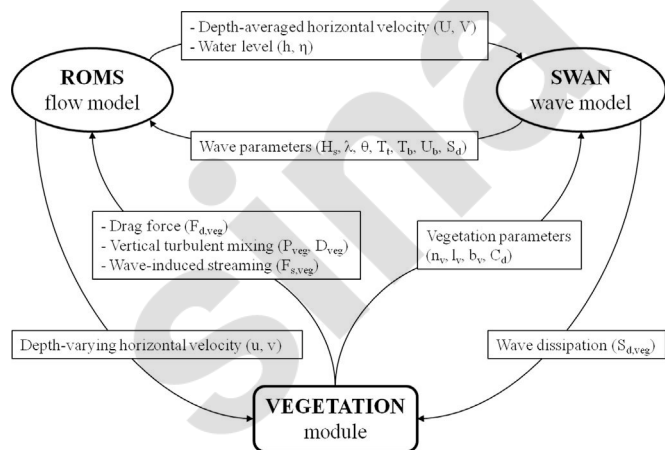 - Depth-averaged horizontal velocity (U, V)
- Water level (h, η)
ROMS
flow model
SWAN
wave model
Wave parameters (Hs, λ, θ, Tt, Tb, Ub, Sd)
- Drag force (Fd,veg)
- Vertical turbulent mixing (Pveg, Dveg)
- Wave-induced streaming (Fs,veg)
Vegetation parameters
(nv, lv, bv, Cd)
Depth-varying horizontal velocity (u, v)
Wave dissipation (Sd,veg)
VEGETATION
module
sina